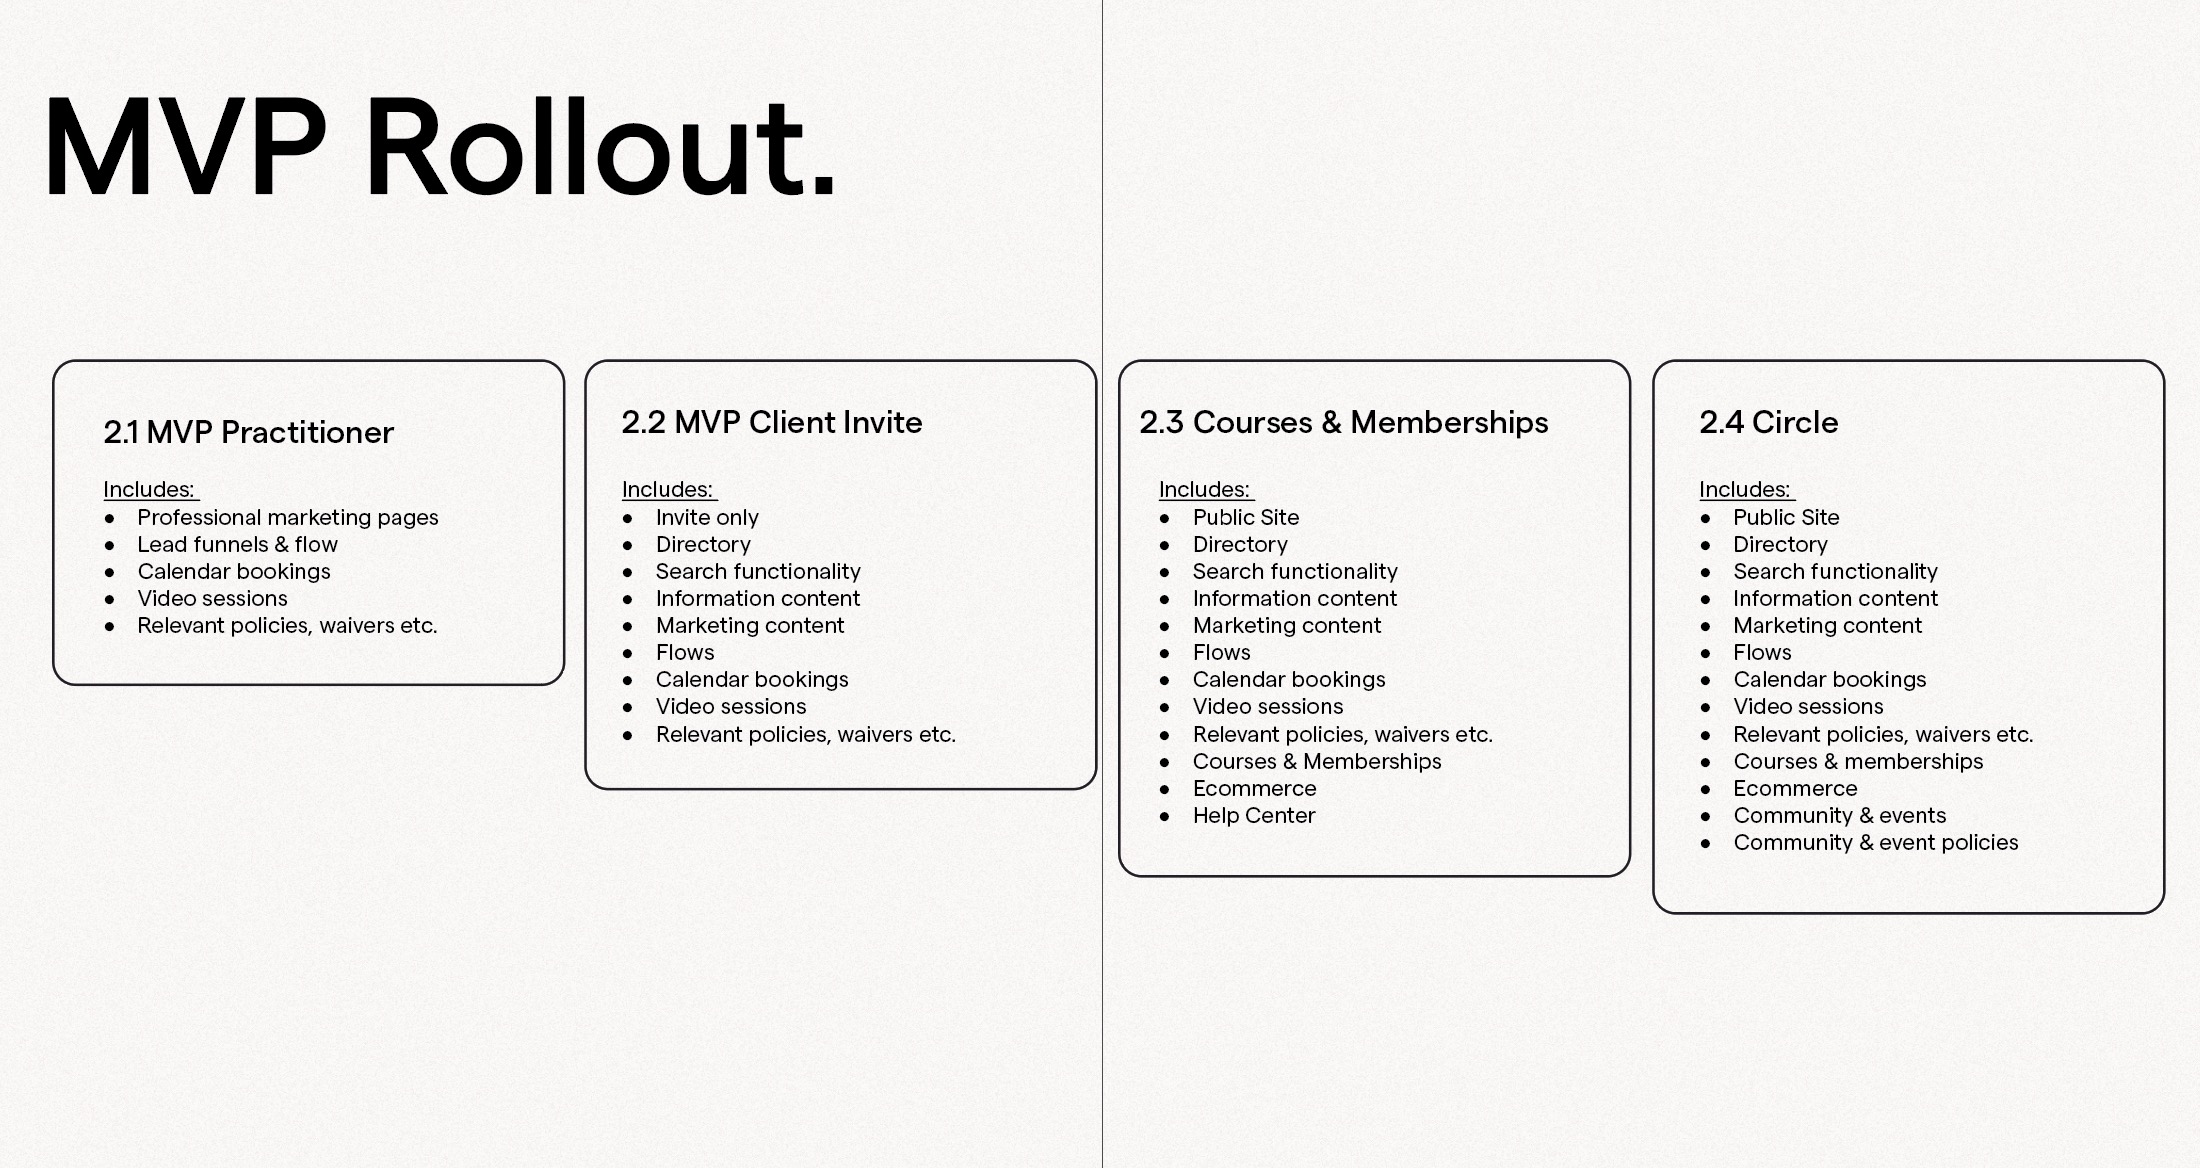 MVP Rollout.
2.1 MVP Practitioner
Includes:
● Professional marketing pages
● Lead funnels & flow
● Calendar bookings
● Video sessions
● Relevant policies, waivers etc.
2.2 MVP Client Invite
Includes:
● Invite only
● Directory
● Search functionality
● Information content
● Marketing content
● Flows
● Calendar bookings
● Video sessions
● Relevant policies, waivers etc.
2.3 Courses & Memberships
Includes:
● Public Site
● Directory
● Search functionality
● Information content
● Marketing content
● Flows
● Calendar bookings
● Video sessions
● Relevant policies, waivers etc.
● Courses & Memberships
● Ecommerce
● Help Center
2.4 Circle
Includes:
● Public Site
● Directory
● Search functionality
● Information content
● Marketing content
● Flows
● Calendar bookings
● Video sessions
● Relevant policies, waivers etc.
● Courses & memberships
● Ecommerce
● Community & events
● Community & event policies